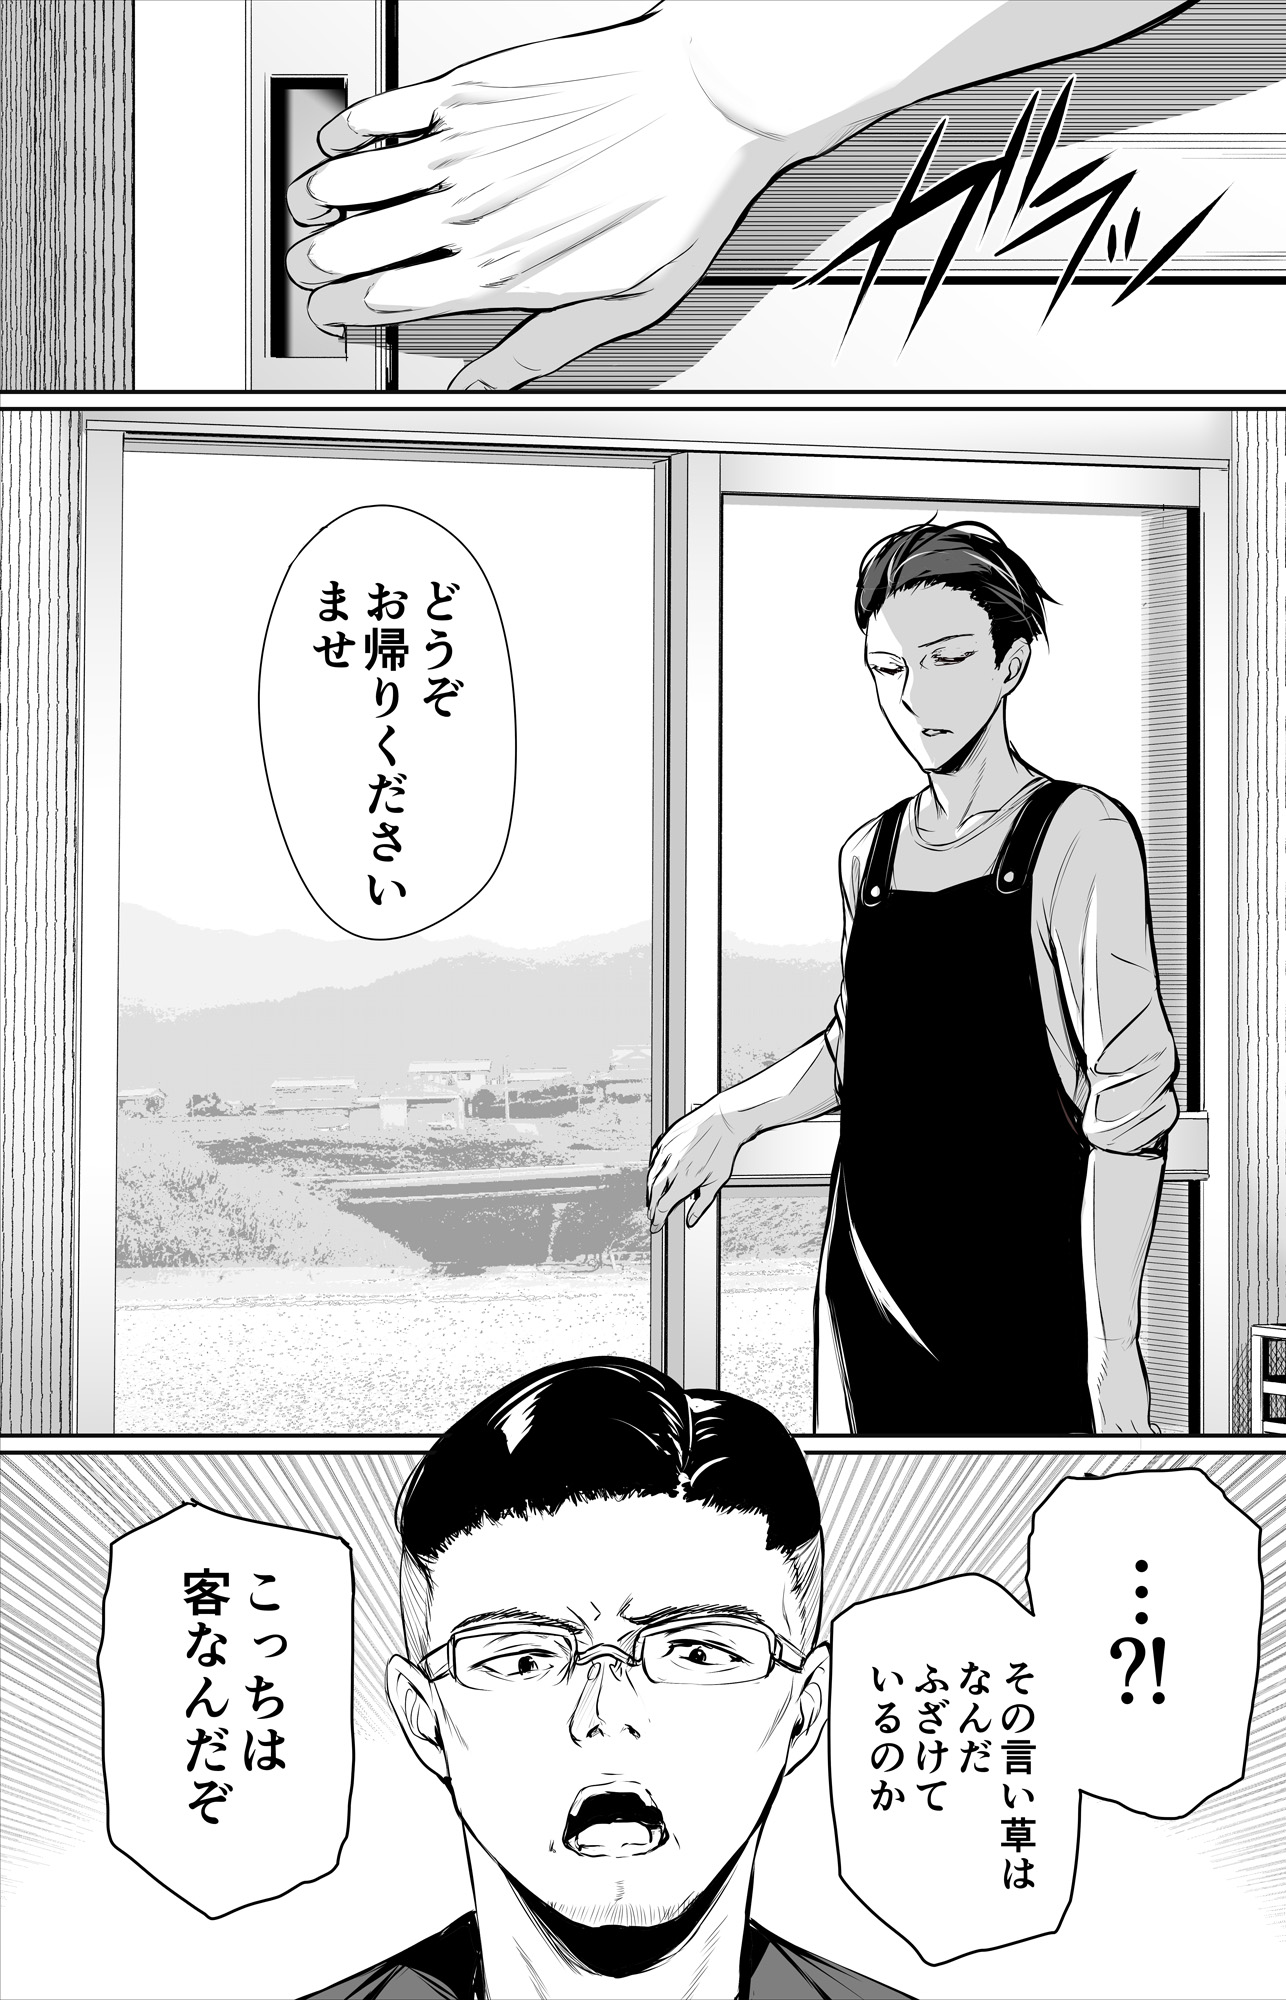 ガラッ
どうぞ
お帰りください
ませ
…?!
その言い草は
なんだ
ふざけて
いるのか
こっちは
客なんだぞ